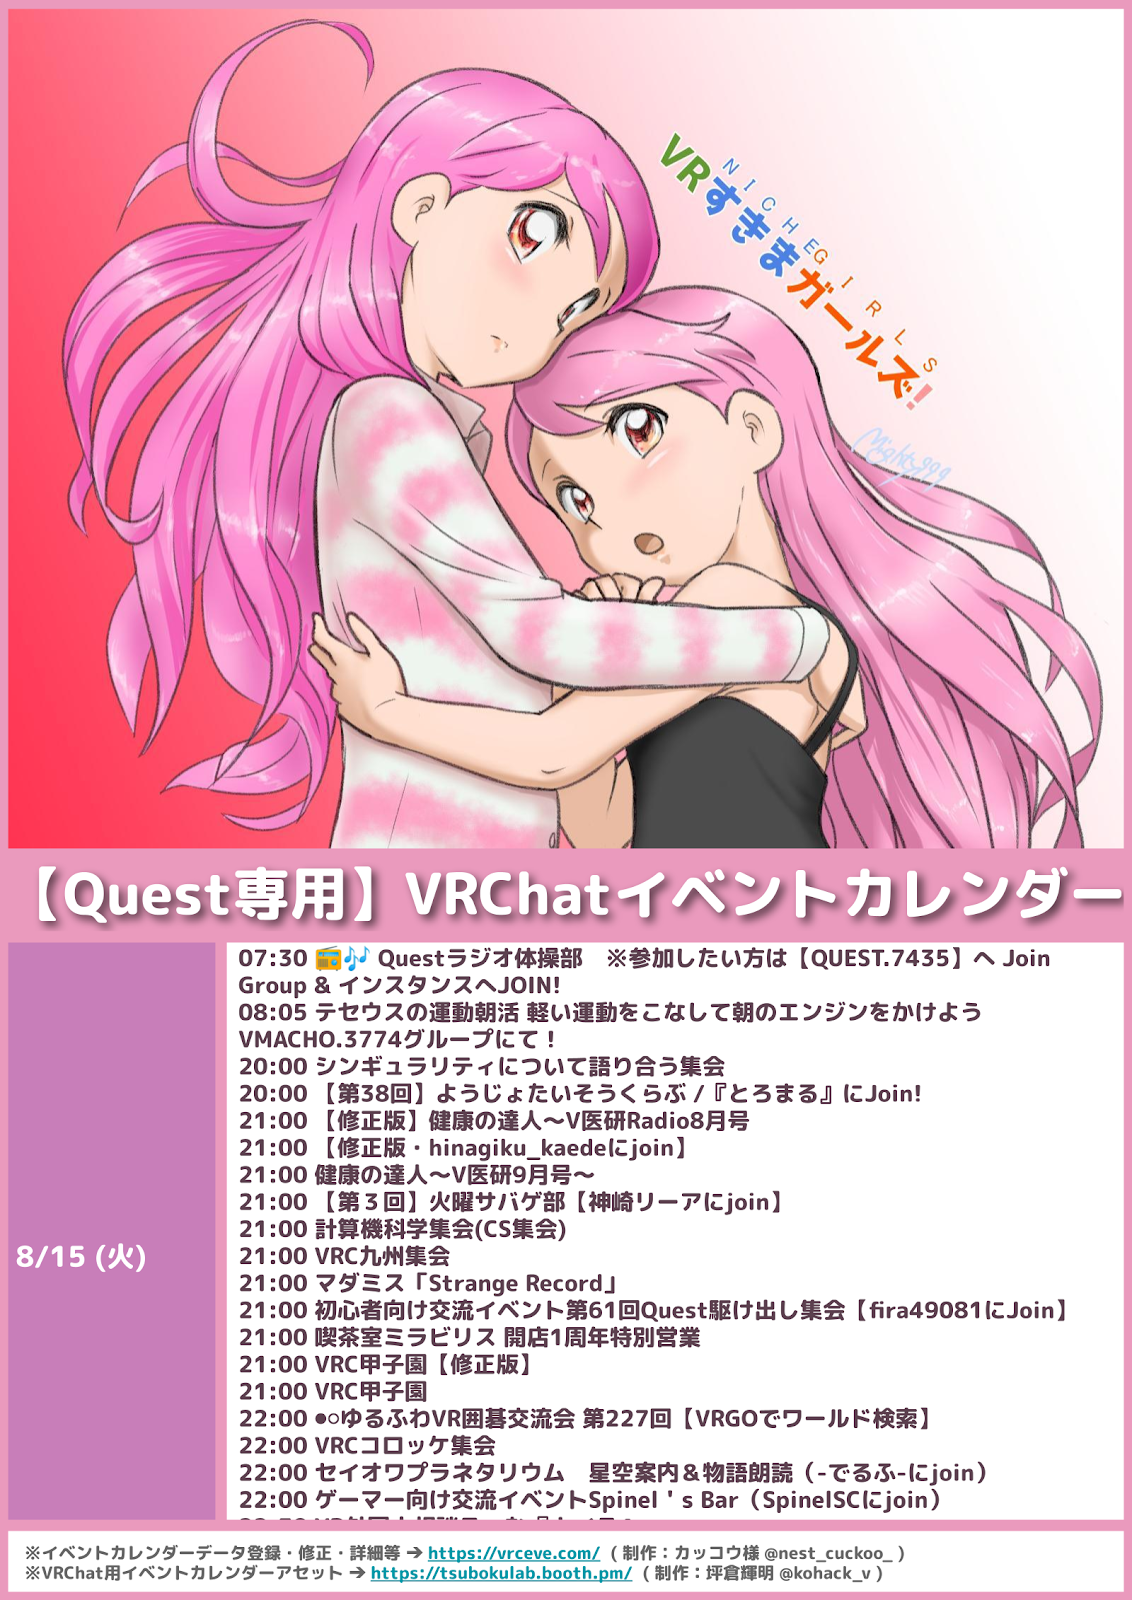 NICHEGIRLS
VRすきまガールズ!
Mighty999
【Quest専用】VRChatイベントカレンダー
8/15 (火)
07:30 📻🎶 Questラジオ体操部　※参加したい方は【QUEST.7435】へ Join
Group & インスタンスへJOIN!
08:05 テセウスの運動朝活 軽い運動をこなして朝のエンジンをかけよう
VMACHO.3774グループにて！
20:00 シンギュラリティについて語り合う集会
20:00 【第38回】ようじょたいそうくらぶ /『とろまる』にJoin!
21:00 【修正版】健康の達人～V医研Radio8月号
21:00 【修正版・hinagiku_kaedeにjoin】
21:00 健康の達人～V医研9月号～
21:00 【第３回】火曜サバゲ部【神崎リーアにjoin】
21:00 計算機科学集会(CS集会)
21:00 VRC九州集会
21:00 マダミス「Strange Record」
21:00 初心者向け交流イベント第61回Quest駆け出し集会【fira49081にJoin】
21:00 喫茶室ミラビリス 開店1周年特別営業
21:00 VRC甲子園【修正版】
21:00 VRC甲子園
22:00 ●○ゆるふわVR囲碁交流会 第227回【VRGOでワールド検索】
22:00 VRCコロッケ集会
22:00 セイオワプラネタリウム　星空案内＆物語朗読（-でるふ-にjoin）
22:00 ゲーマー向け交流イベントSpinel＇s Bar（SpinelSCにjoin）
※イベントカレンダーデータ登録・修正・詳細等 ➔ https://vrceve.com/ ( 制作：カッコウ様 @nest_cuckoo_ )
※VRChat用イベントカレンダーアセット ➔ https://tsubokulab.booth.pm/ ( 制作：坪倉輝明 @kohack_v )